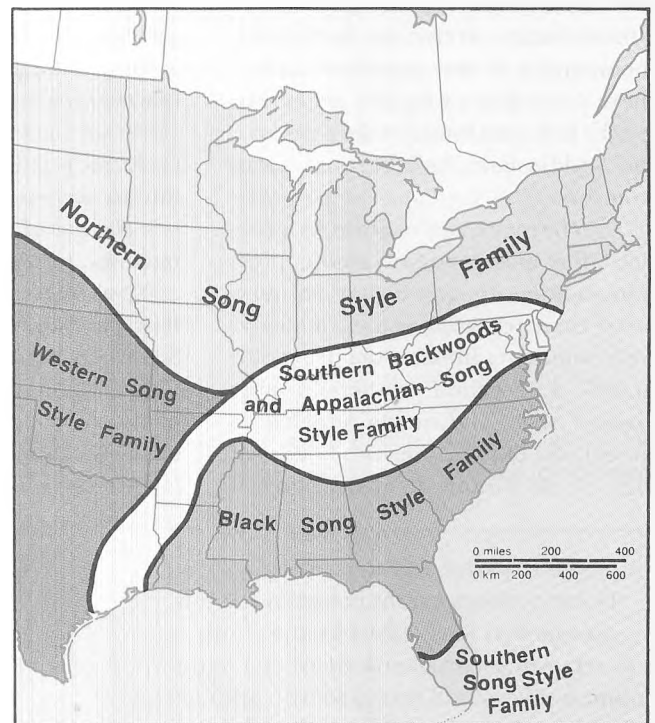 Northern Song Style Family
Western Song
Style Family
Southern Backwoods
and Appalachian Song
Style Family
Black Song Style Family
0 miles 200 400
0 km 200 400 600
Southern
Song Style
Family